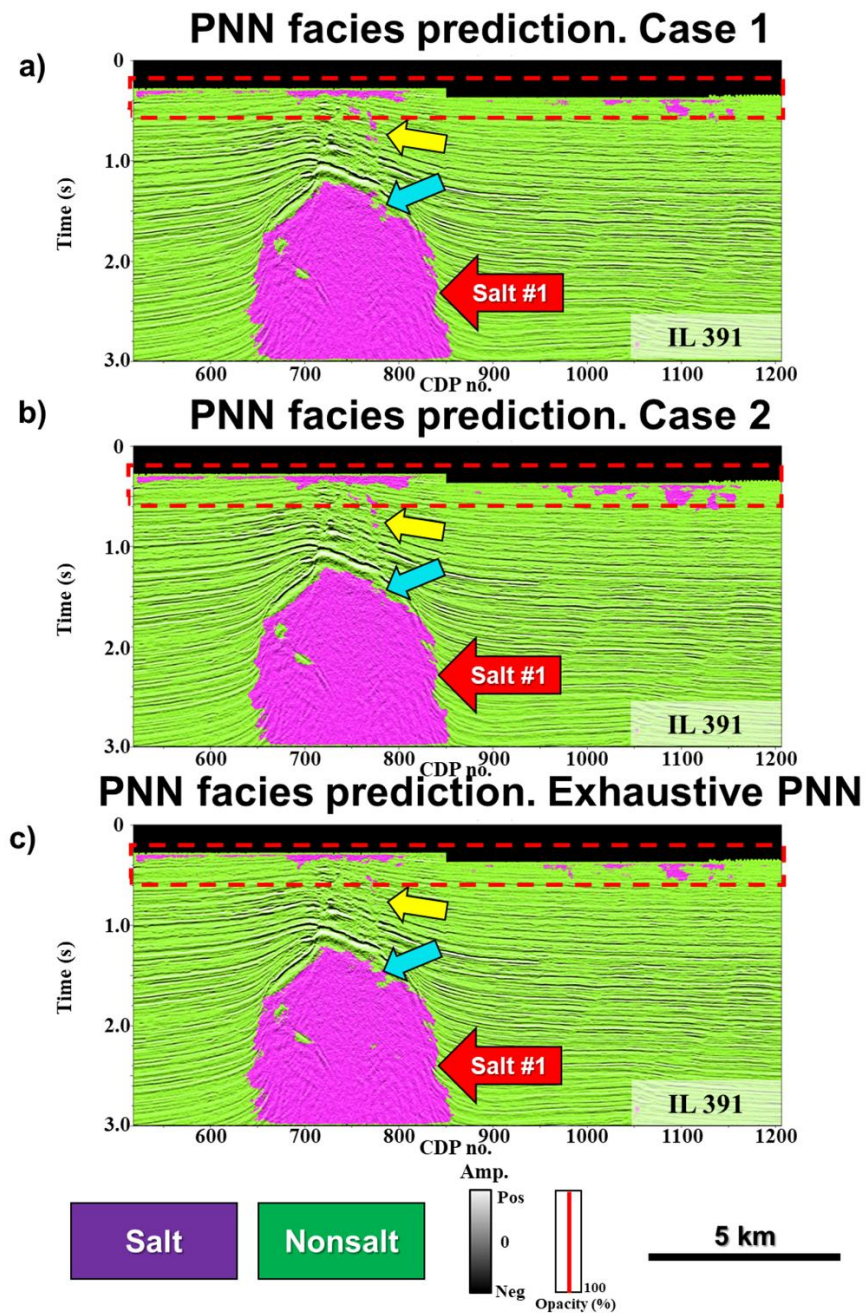 PNN facies prediction. Case 1
a)
0
1.0
2.0
3.0
Time (s)
Salt #1
IL 391
600 700 800 900 1000 1100 1200
CDP no.
PNN facies prediction. Case 2
b)
0
1.0
2.0
3.0
Time (s)
Salt #1
IL 391
600 700 800 900 1000 1100 1200
CDP no.
PNN facies prediction. Exhaustive PNN
c)
0
1.0
2.0
3.0
Time (s)
Salt #1
IL 391
600 700 800 900 1000 1100 1200
CDP no.
Salt
Nonsalt
Amp.
Pos
0
Neg
100
Opacity (%)
5 km